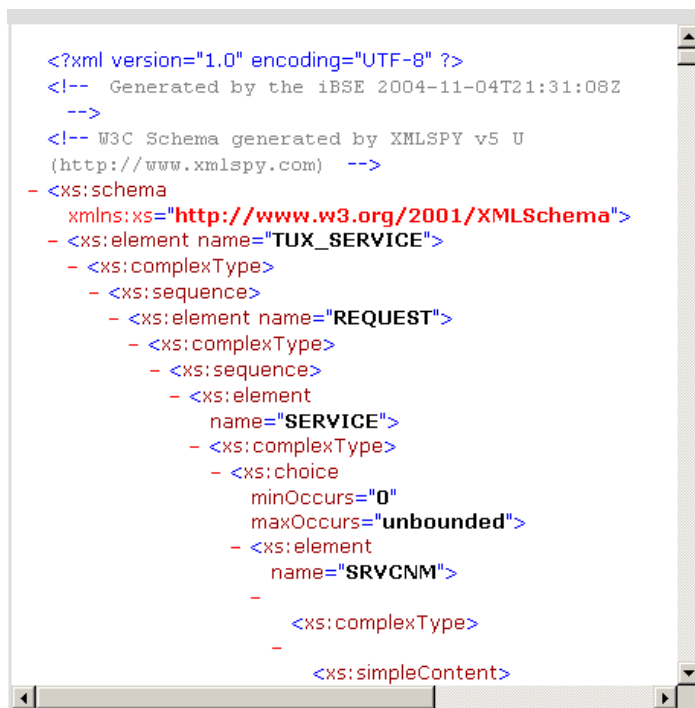 <?xml version="1.0" encoding="UTF-8" ?>
<!-- Generated by the iBSE 2004-11-04T21:31:08Z
-->
<!-- W3C Schema generated by XMLSPY v5 U
(http://www.xmlspy.com) -->
- <xs:schema
xmlns:xs="http://www.w3.org/2001/XMLSchema">
- <xs:element name="TUX_SERVICE">
- <xs:complexType>
- <xs:sequence>
- <xs:element name="REQUEST">
- <xs:complexType>
- <xs:sequence>
- <xs:element
name="SERVICE">
- <xs:complexType>
- <xs:choice
minOccurs="0"
maxOccurs="unbounded">
- <xs:element
name="SRVCNM">
-
<xs:complexType>
-
<xs:simpleContent>